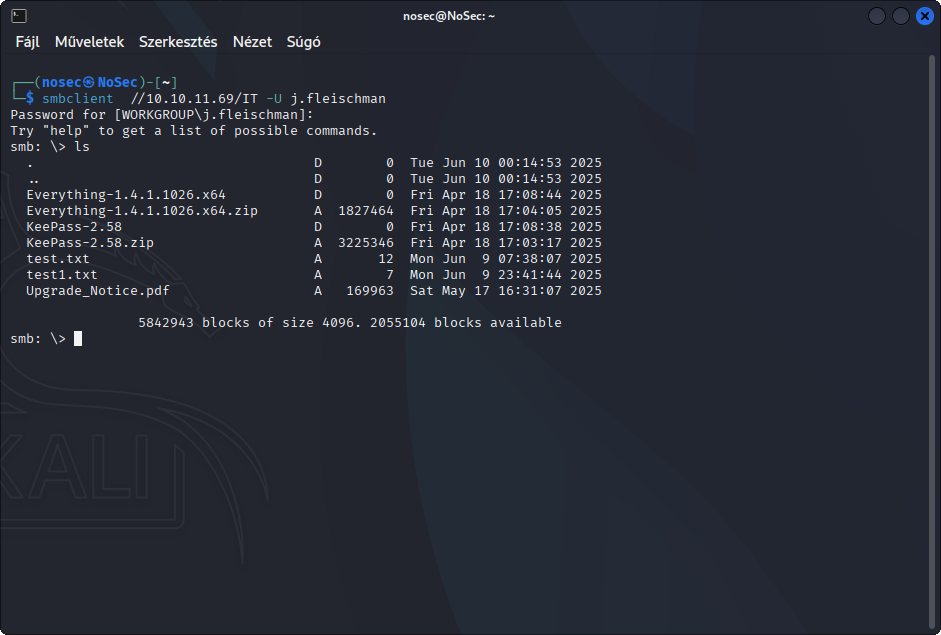 nosec@NoSec: ~
Fájl Műveletek Szerkesztés Nézet Súgó
┌──(nosec㉿NoSec)-[~]
└─$ smbclient  //10.10.11.69/IT -U j.fleischman
Password for [WORKGROUP\j.fleischman]:
Try "help" to get a list of possible commands.
smb: \> ls
  .                                   D        0  Tue Jun 10 00:14:53 2025
  ..                                  D        0  Tue Jun 10 00:14:53 2025
  Everything-1.4.1.1026.x64           D        0  Fri Apr 18 17:08:44 2025
  Everything-1.4.1.1026.x64.zip       A  1827464  Fri Apr 18 17:04:05 2025
  KeePass-2.58                        D        0  Fri Apr 18 17:08:38 2025
  KeePass-2.58.zip                    A  3225346  Fri Apr 18 17:03:17 2025
  test.txt                            A       12  Mon Jun  9 07:38:07 2025
  test1.txt                           A        7  Mon Jun  9 23:41:44 2025
  Upgrade_Notice.pdf                  A   169963  Sat May 17 16:31:07 2025
                5842943 blocks of size 4096. 2055104 blocks available
smb: \>
KALI